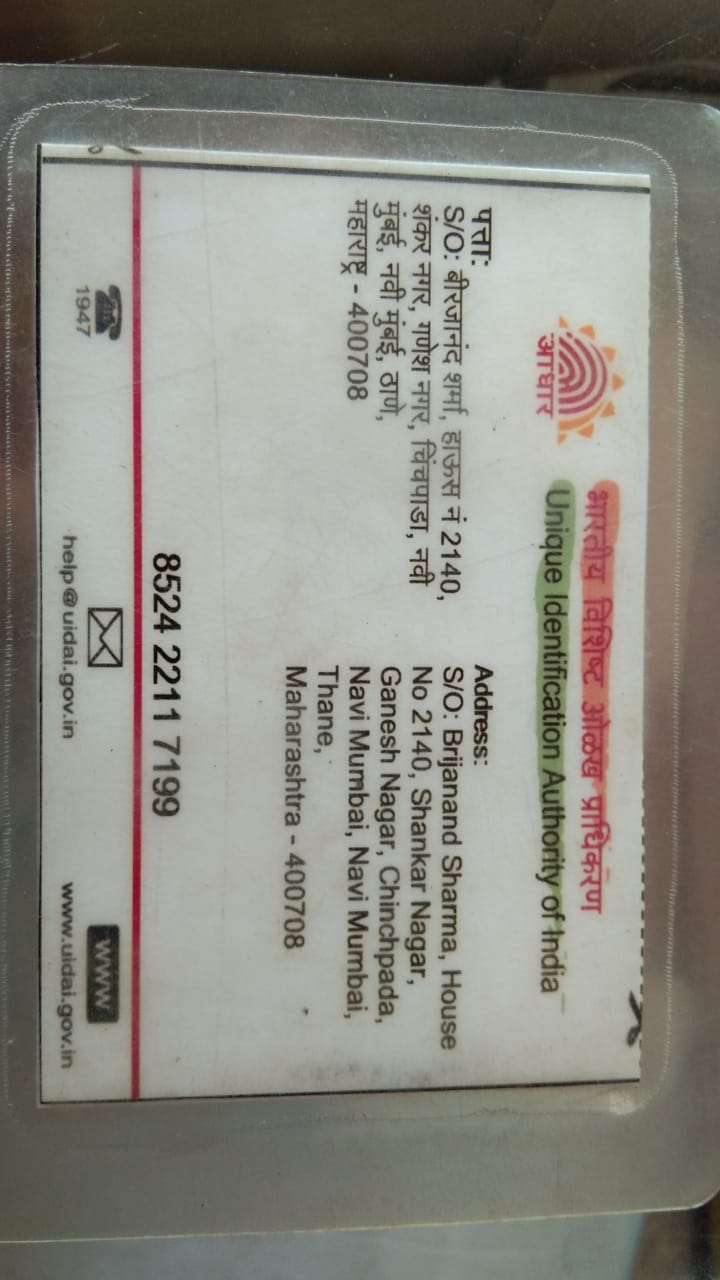 भारतीय विशिष्ट ओळख प्राधिकरण
Unique Identification Authority of India
आधार
पत्ता:
S/O: बीरजानंद शर्मा, हाऊस नं 2140,
शंकर नगर, गणेश नगर, चिंचपाडा, नवी
मुंबई, नवी मुंबई, ठाणे,
महाराष्ट्र - 400708
Address:
S/O: Brijanand Sharma, House
No 2140, Shankar Nagar,
Ganesh Nagar, Chinchpada,
Navi Mumbai, Navi Mumbai,
Thane,
Maharashtra - 400708
8524 2211 7199
1947
help@uidai.gov.in
www
www.uidai.gov.in